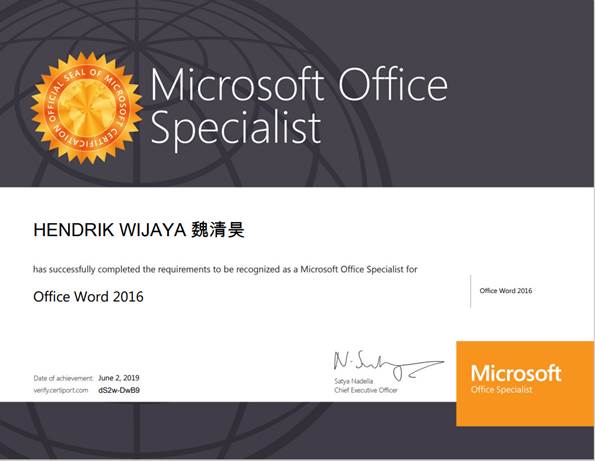 OFFICIAL SEAL OF MICROSOFT CERTIFICATION
Microsoft Office
Specialist
HENDRIK WIJAYA 魏清昊
has successfully completed the requirements to be recognized as a Microsoft Office Specialist for
Office Word 2016
Office Word 2016
Satya Nadella
Chief Executive Officer
Date of achievement: June 2, 2019
verify.certiport.com dS2w-DwB9
Microsoft
Office Specialist